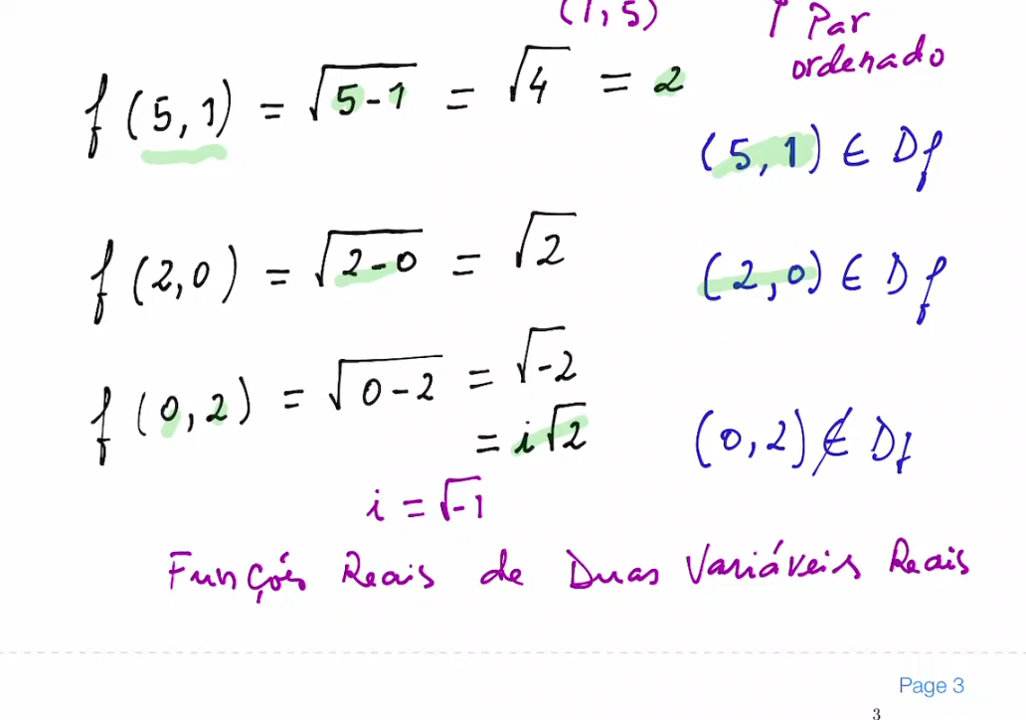 (1,5) ↑ Par
ordenado
f(5,1) = √5-1 = √4 = 2
(5,1) ∈ Df
f(2,0) = √2-0 = √2
(2,0) ∈ Df
f(0,2) = √0-2 = √-2
= i√2
(0,2) ∉ Df
i = √-1
Funções Reais de Duas Variáveis Reais
Page 3
3